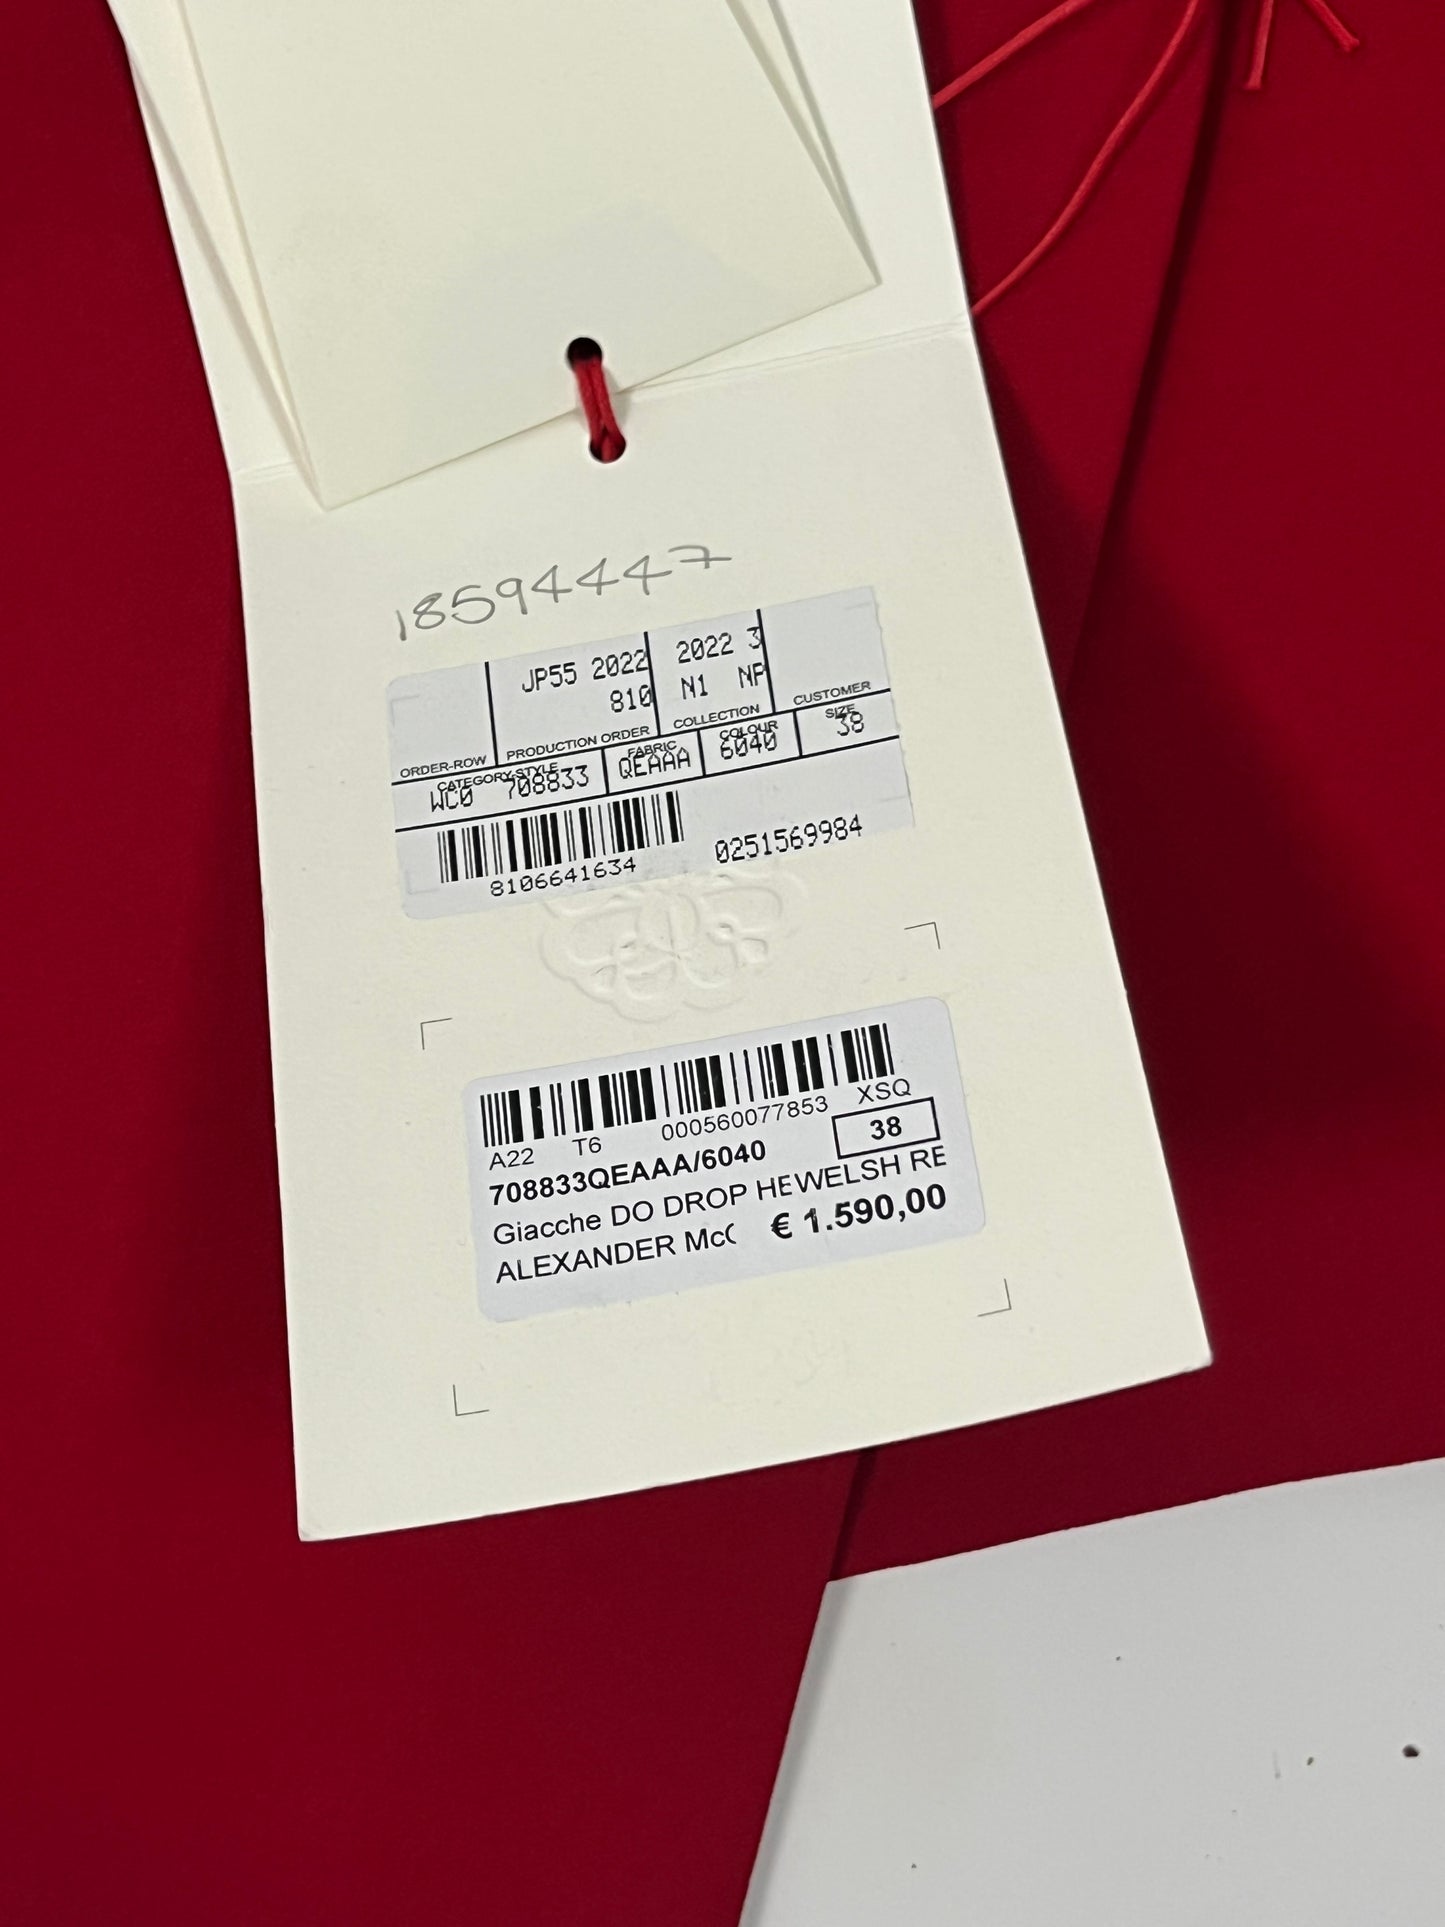 18594447
JP55 2022 2022 3
810 N1 NP
ORDER-ROW PRODUCTION ORDER COLLECTION CUSTOMER
CATEGORY-STYLE FABRIC COLOUR SIZE
WC0 708833 QEAAA 6040 38
8106641634 0251569984
A22 T6 000560077853 XSQ
708833QEAAA/6040 38
Giacche DO DROP HEWELSH RE
ALEXANDER McC € 1.590,00